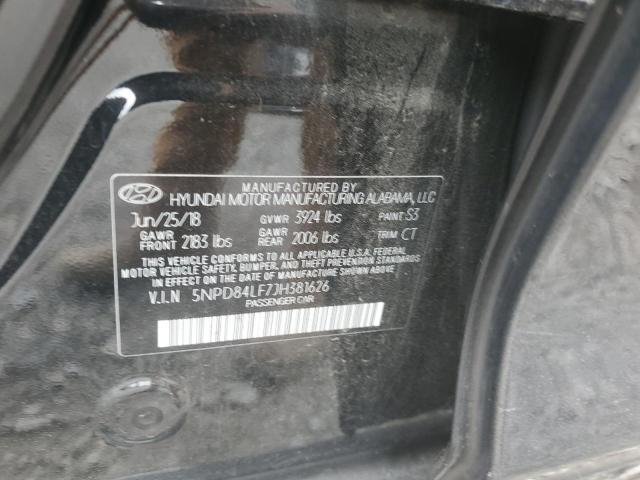 MANUFACTURED BY
HYUNDAI MOTOR MANUFACTURING ALABAMA, LLC
Jun/25/18 GVWR 3924 lbs PAINT S3
GAWR FRONT 2183 lbs GAWR REAR 2006 lbs TRIM CT
THIS VEHICLE CONFORMS TO ALL APPLICABLE U.S.A. FEDERAL
MOTOR VEHICLE SAFETY, BUMPER, AND THEFT PREVENTION STANDARDS
IN EFFECT ON THE DATE OF MANUFACTURE SHOWN ABOVE.
V.I.N 5NPD84LF7JH381626
PASSENGER CAR